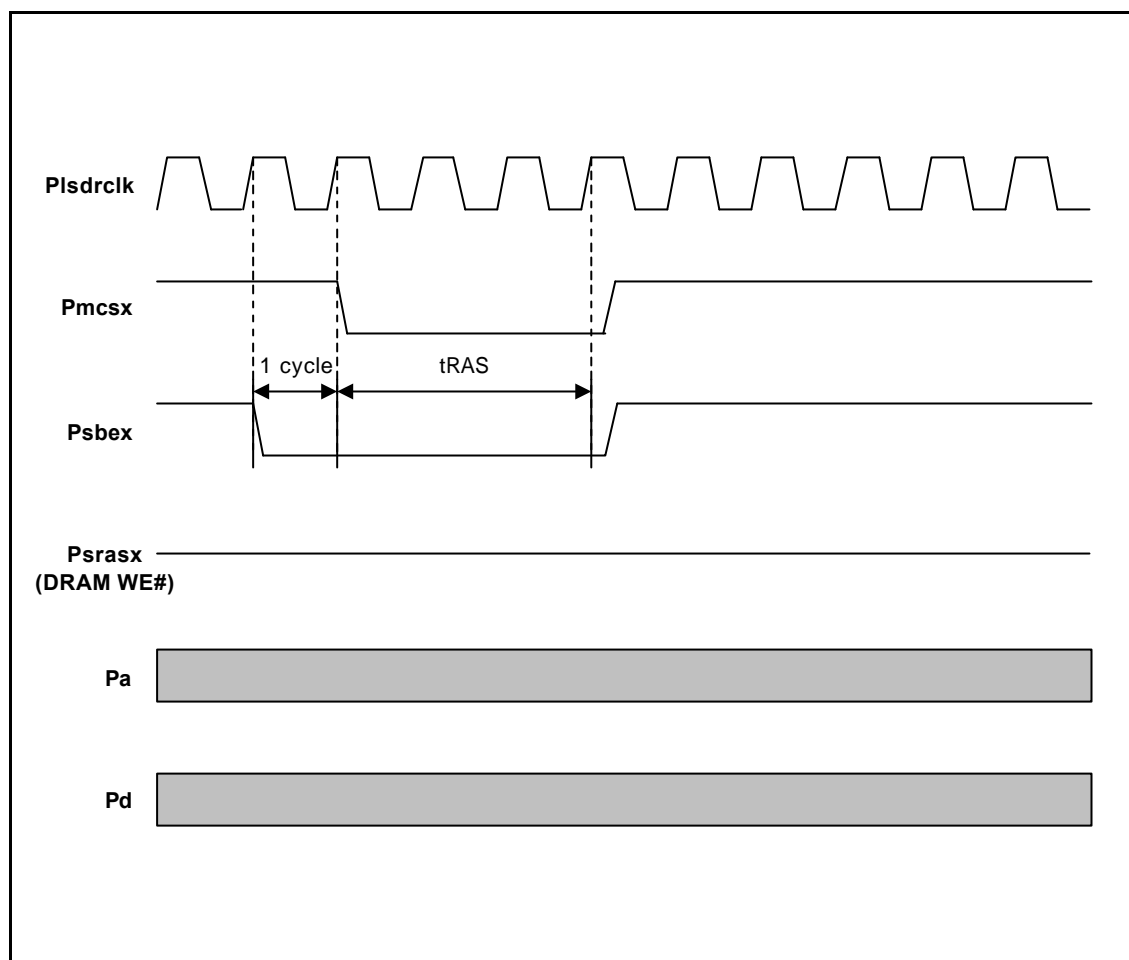 Plsdrclk
Pmcsx
1 cycle
tRAS
Psbex
Psrasx
(DRAM WE#)
Pa
Pd